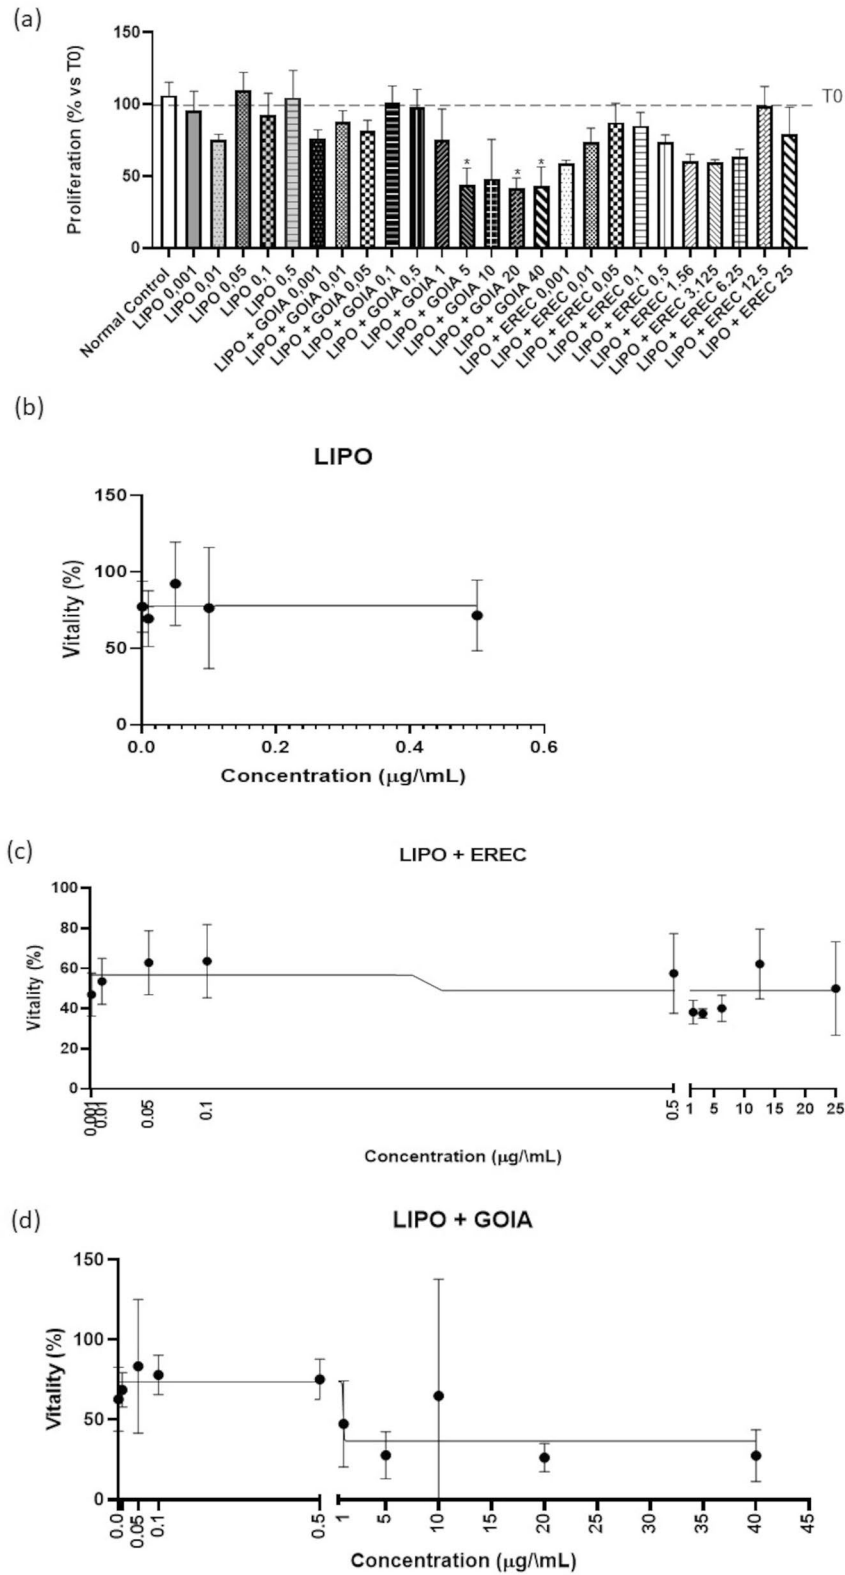 (a)
Proliferation (% vs T0)
150
100
50
0
T0
*
*
*
Normal Control
LIPO 0,001
LIPO 0,01
LIPO 0,05
LIPO 0,1
LIPO 0,5
LIPO + GOIA 0,001
LIPO + GOIA 0,01
LIPO + GOIA 0,05
LIPO + GOIA 0,1
LIPO + GOIA 0,5
LIPO + GOIA 1
LIPO + GOIA 5
LIPO + GOIA 10
LIPO + GOIA 20
LIPO + GOIA 40
LIPO + EREC 0,001
LIPO + EREC 0,01
LIPO + EREC 0,05
LIPO + EREC 0,1
LIPO + EREC 0,5
LIPO + EREC 1.56
LIPO + EREC 3,125
LIPO + EREC 6.25
LIPO + EREC 12.5
LIPO + EREC 25
(b)
LIPO
Vitality (%)
150
100
50
0
0.0 0.2 0.4 0.6
Concentration (μg/\mL)
(c)
LIPO + EREC
Vitality (%)
100
80
60
40
20
0
0.001 0.01 0.05 0.1 0.5 1 5 10 15 20 25
Concentration (μg/\mL)
(d)
LIPO + GOIA
Vitality (%)
150
100
50
0
0.0 0.05 0.1 0.5 1 5 10 15 20 25 30 35 40 45
Concentration (μg/\mL)